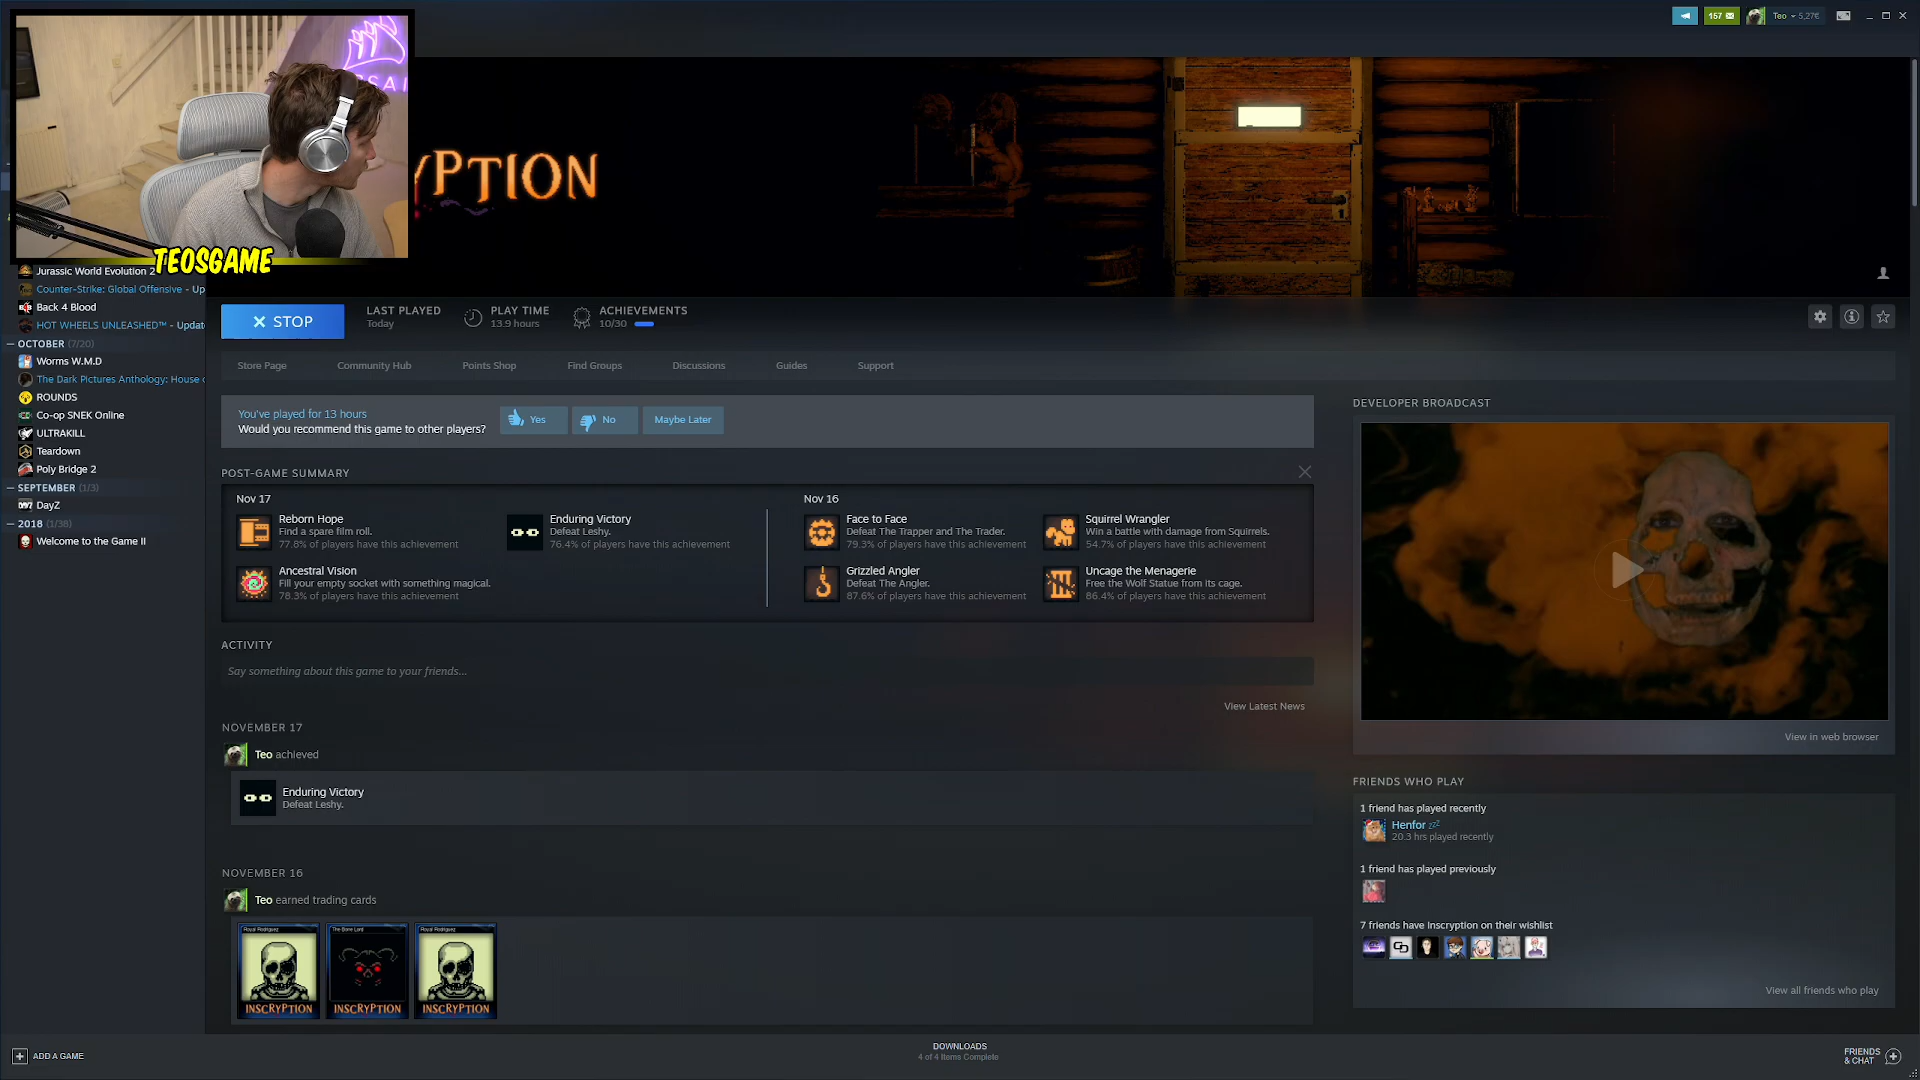 157
Teo
5,27€
YPTION
TEOSGAME
Jurassic World Evolution 2
Counter-Strike: Global Offensive - Up
Back 4 Blood
HOT WHEELS UNLEASHED™ - Updat
— OCTOBER (7/20)
Worms W.M.D
The Dark Pictures Anthology: House
ROUNDS
Co-op SNEK Online
ULTRAKILL
Teardown
Poly Bridge 2
— SEPTEMBER (1/3)
DayZ
— 2018 (1/38)
Welcome to the Game II
STOP
LAST PLAYED
Today
PLAY TIME
13.9 hours
ACHIEVEMENTS
10/30
Store Page
Community Hub
Points Shop
Find Groups
Discussions
Guides
Support
You've played for 13 hours
Would you recommend this game to other players?
Yes
No
Maybe Later
POST-GAME SUMMARY
Nov 17
Reborn Hope
Find a spare film roll.
77.8% of players have this achievement
Enduring Victory
Defeat Leshy.
76.4% of players have this achievement
Ancestral Vision
Fill your empty socket with something magical.
78.3% of players have this achievement
Nov 16
Face to Face
Defeat The Trapper and The Trader.
79.3% of players have this achievement
Squirrel Wrangler
Win a battle with damage from Squirrels.
54.7% of players have this achievement
Grizzled Angler
Defeat The Angler.
87.6% of players have this achievement
Uncage the Menagerie
Free the Wolf Statue from its cage.
86.4% of players have this achievement
ACTIVITY
Say something about this game to your friends...
View Latest News
NOVEMBER 17
Teo achieved
Enduring Victory
Defeat Leshy.
NOVEMBER 16
Teo earned trading cards
Royal Rodriguez
INSCRYPTION
The Bone Lord
INSCRYPTION
Royal Rodriguez
INSCRYPTION
DEVELOPER BROADCAST
View in web browser
FRIENDS WHO PLAY
1 friend has played recently
Henfor zzz
20.3 hrs played recently
1 friend has played previously
7 friends have Inscryption on their wishlist
View all friends who play
ADD A GAME
DOWNLOADS
4 of 4 Items Complete
FRIENDS
& CHAT